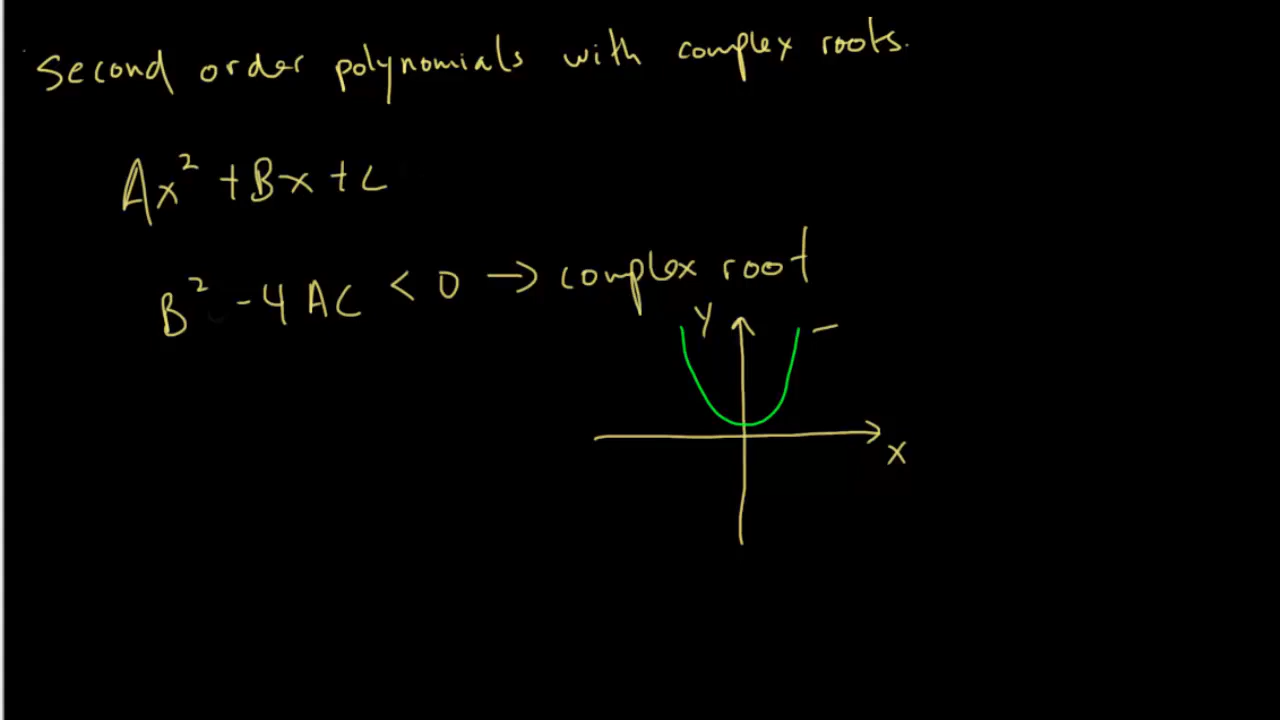 Second order polynomials with complex roots.
Ax² + Bx + C
B² - 4AC < 0 → complex root
y
x